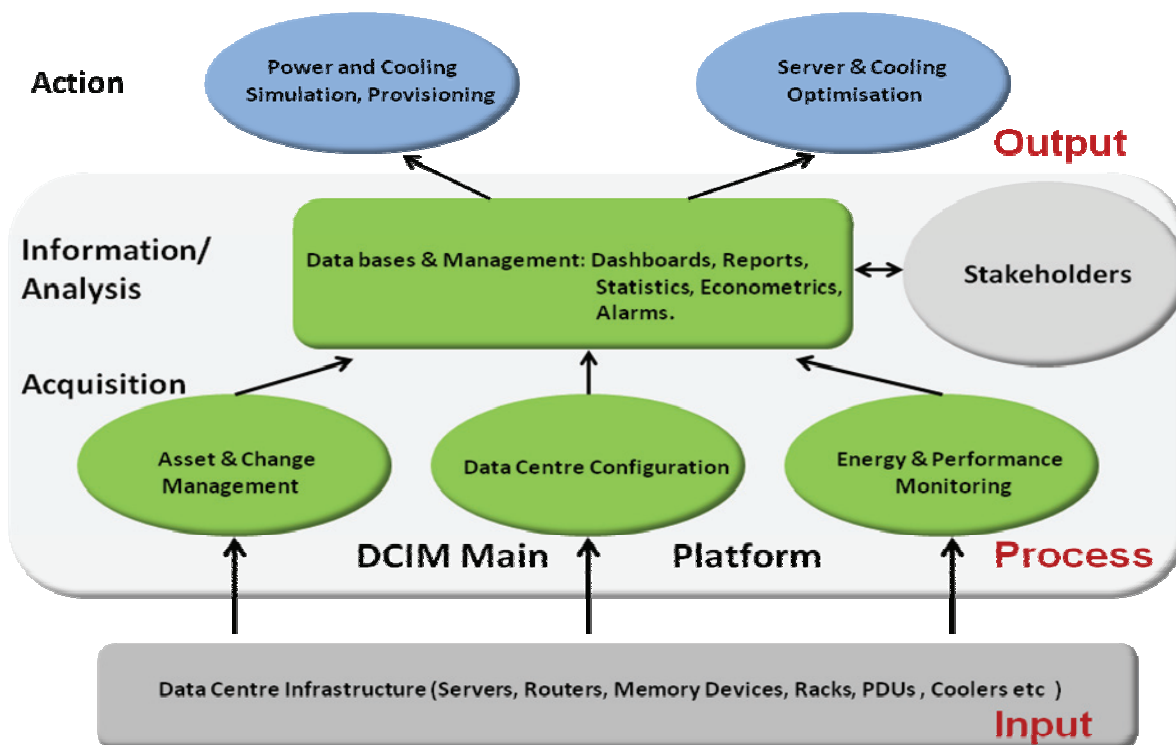 Action
Power and Cooling
Simulation, Provisioning
Server & Cooling
Optimisation
Output
Information/
Analysis
Data bases & Management: Dashboards, Reports,
Statistics, Econometrics,
Alarms.
Stakeholders
Acquisition
Asset & Change
Management
Data Centre Configuration
Energy & Performance
Monitoring
DCIM Main Platform
Process
Data Centre Infrastructure (Servers, Routers, Memory Devices, Racks, PDUs , Coolers etc )
Input